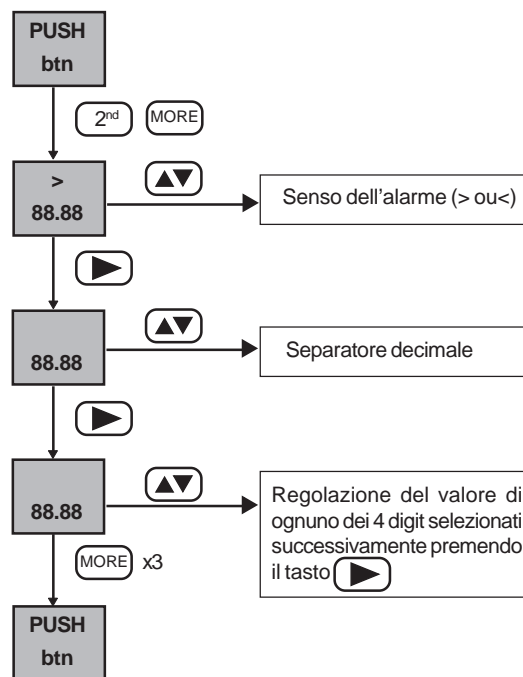 PUSH
btn
2nd MORE
>
88.88
▲▼
Senso dell'alarme (> ou<)
▶
88.88
▲▼
Separatore decimale
▶
88.88
▲▼
Regolazione del valore di
ognuno dei 4 digit selezionati
successivamente premendo
il tasto ▶
MORE x3
PUSH
btn